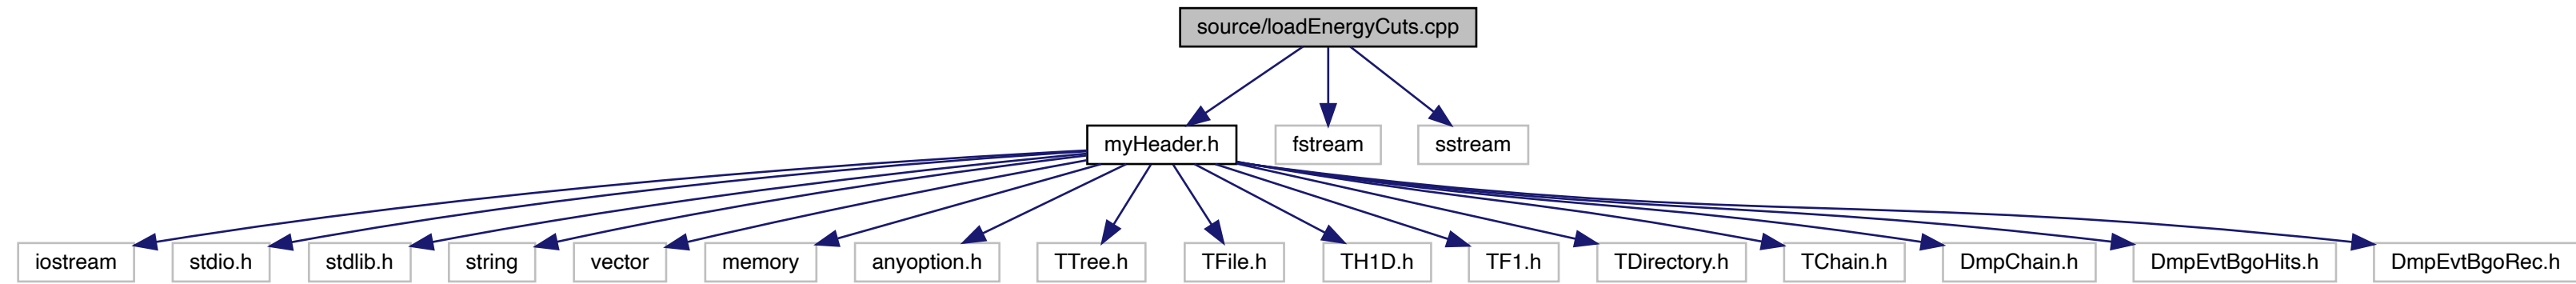 source/loadEnergyCuts.cpp
myHeader.h
fstream
sstream
iostream
stdio.h
stdlib.h
string
vector
memory
anyoption.h
TTree.h
TFile.h
TH1D.h
TF1.h
TDirectory.h
TChain.h
DmpChain.h
DmpEvtBgoHits.h
DmpEvtBgoRec.h